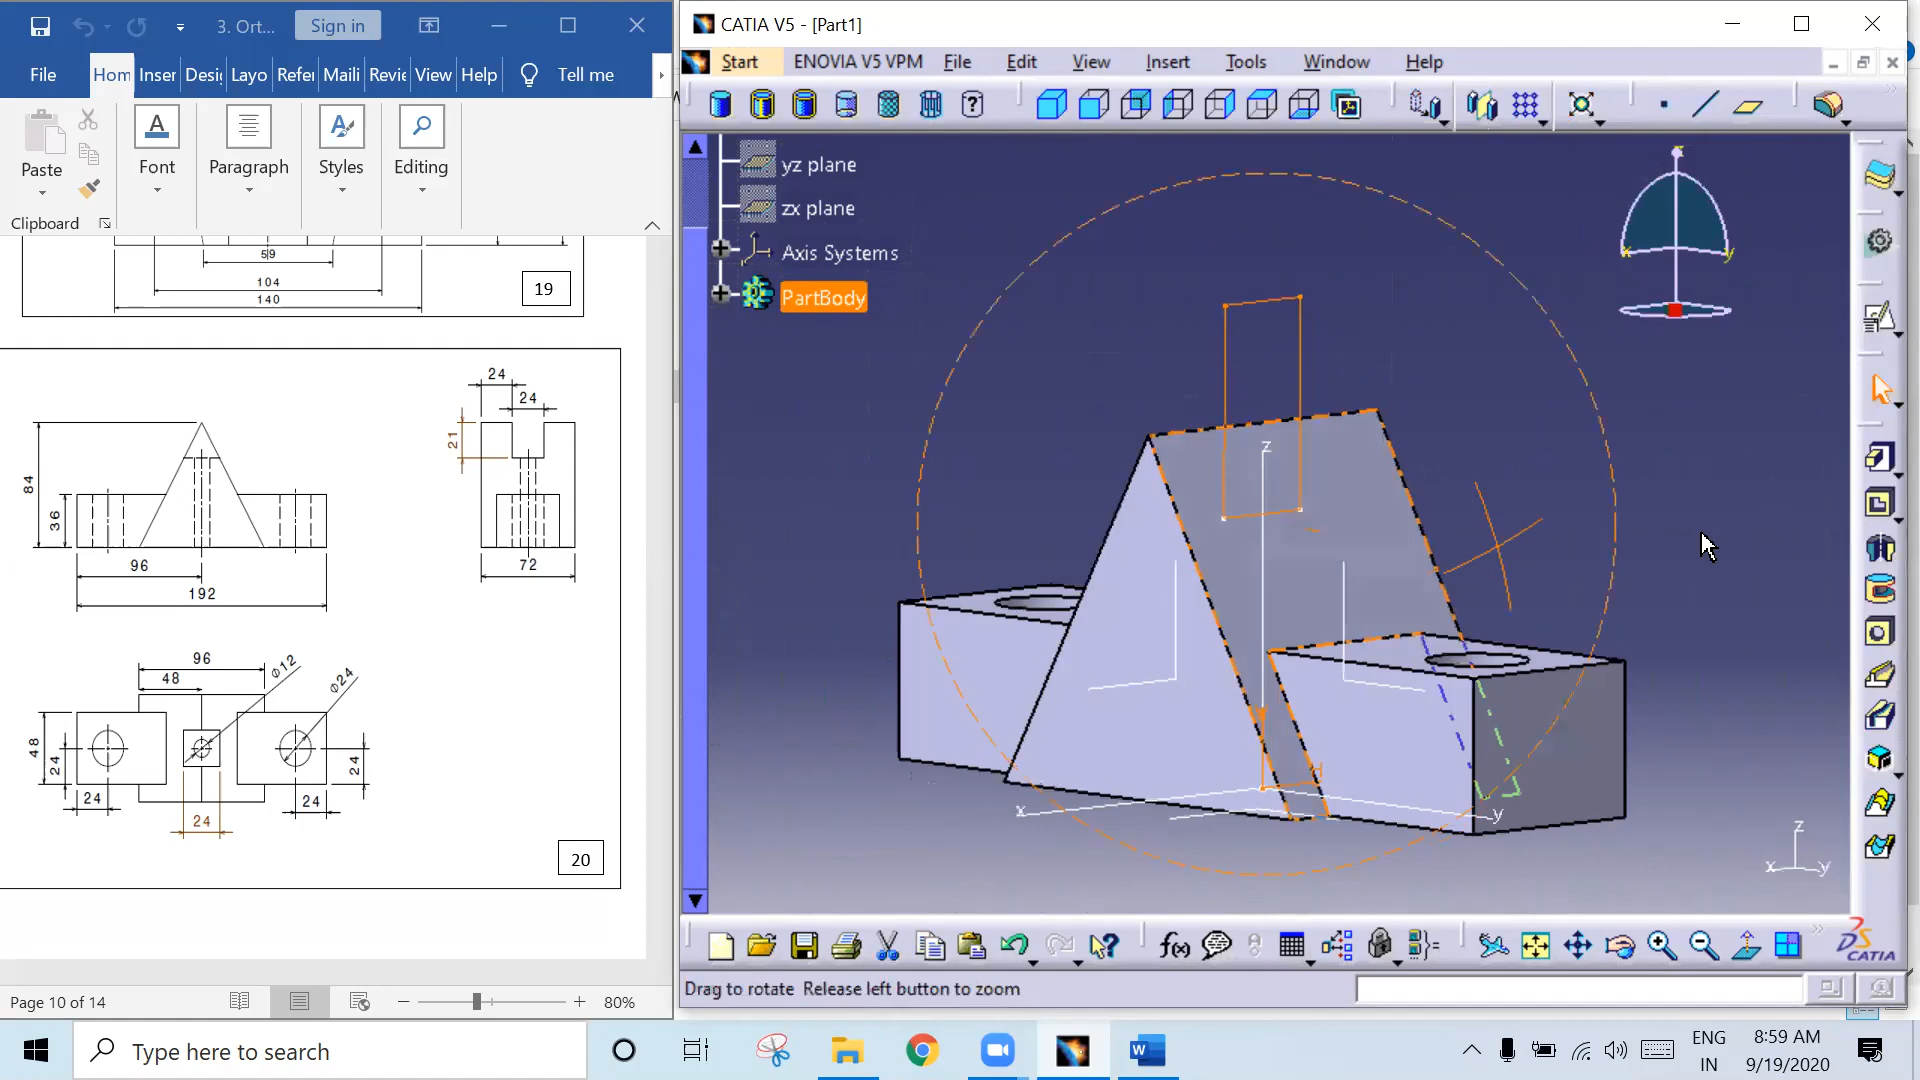 3. Ort...
Sign in
File
Hom
Inser
Desi
Layo
Refer
Maili
Revie
View
Help
Tell me
Paste
Font
Paragraph
Styles
Editing
Clipboard
59
104
140
19
24
24
21
84
36
96
192
72
96
48
Φ12
Φ24
48
24
24
24
24
24
20
Page 10 of 14
80%
CATIA V5 - [Part1]
Start
ENOVIA V5 VPM
File
Edit
View
Insert
Tools
Window
Help
yz plane
zx plane
Axis Systems
PartBody
z
x
y
z
x
y
z
x
y
H
f(x)
CATIA
Drag to rotate  Release left button to zoom
Type here to search
ENG
IN
8:59 AM
9/19/2020